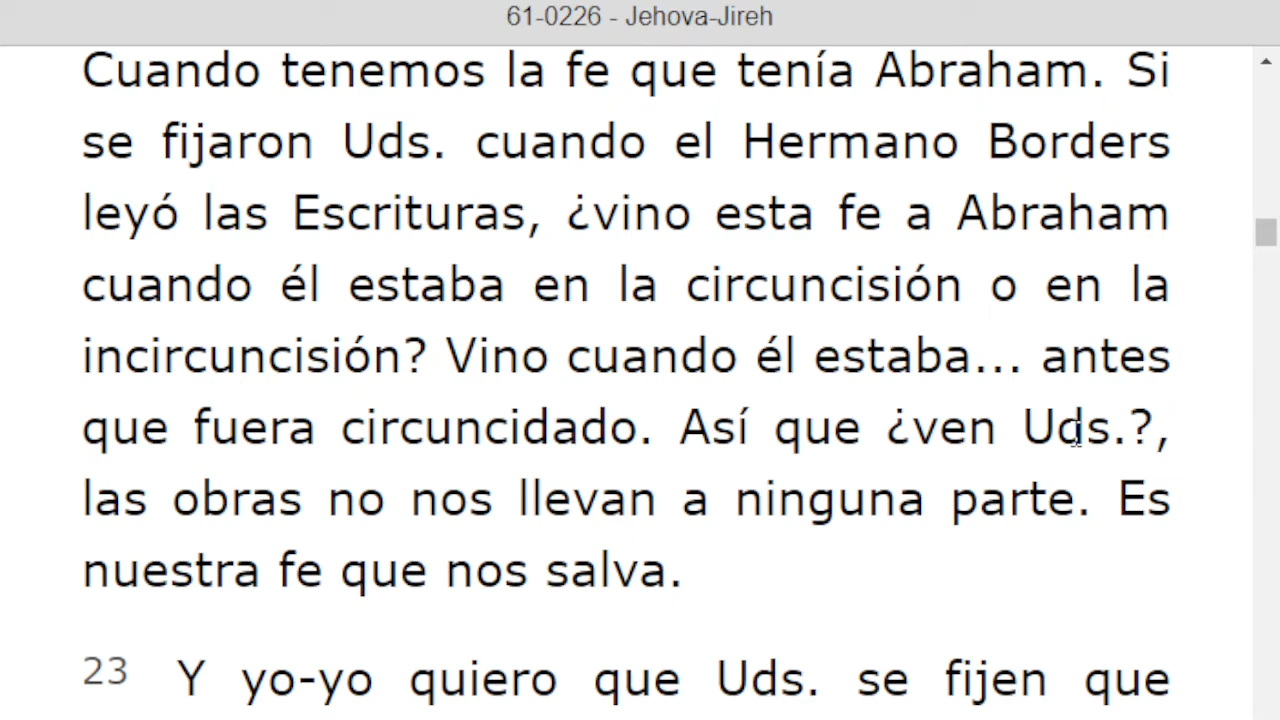 61-0226 - Jehova-Jireh
Cuando tenemos la fe que tenía Abraham. Si
se fijaron Uds. cuando el Hermano Borders
leyó las Escrituras, ¿vino esta fe a Abraham
cuando él estaba en la circuncisión o en la
incircuncisión? Vino cuando él estaba... antes
que fuera circuncidado. Así que ¿ven Uds.?,
las obras no nos llevan a ninguna parte. Es
nuestra fe que nos salva.
23 Y yo-yo quiero que Uds. se fijen que